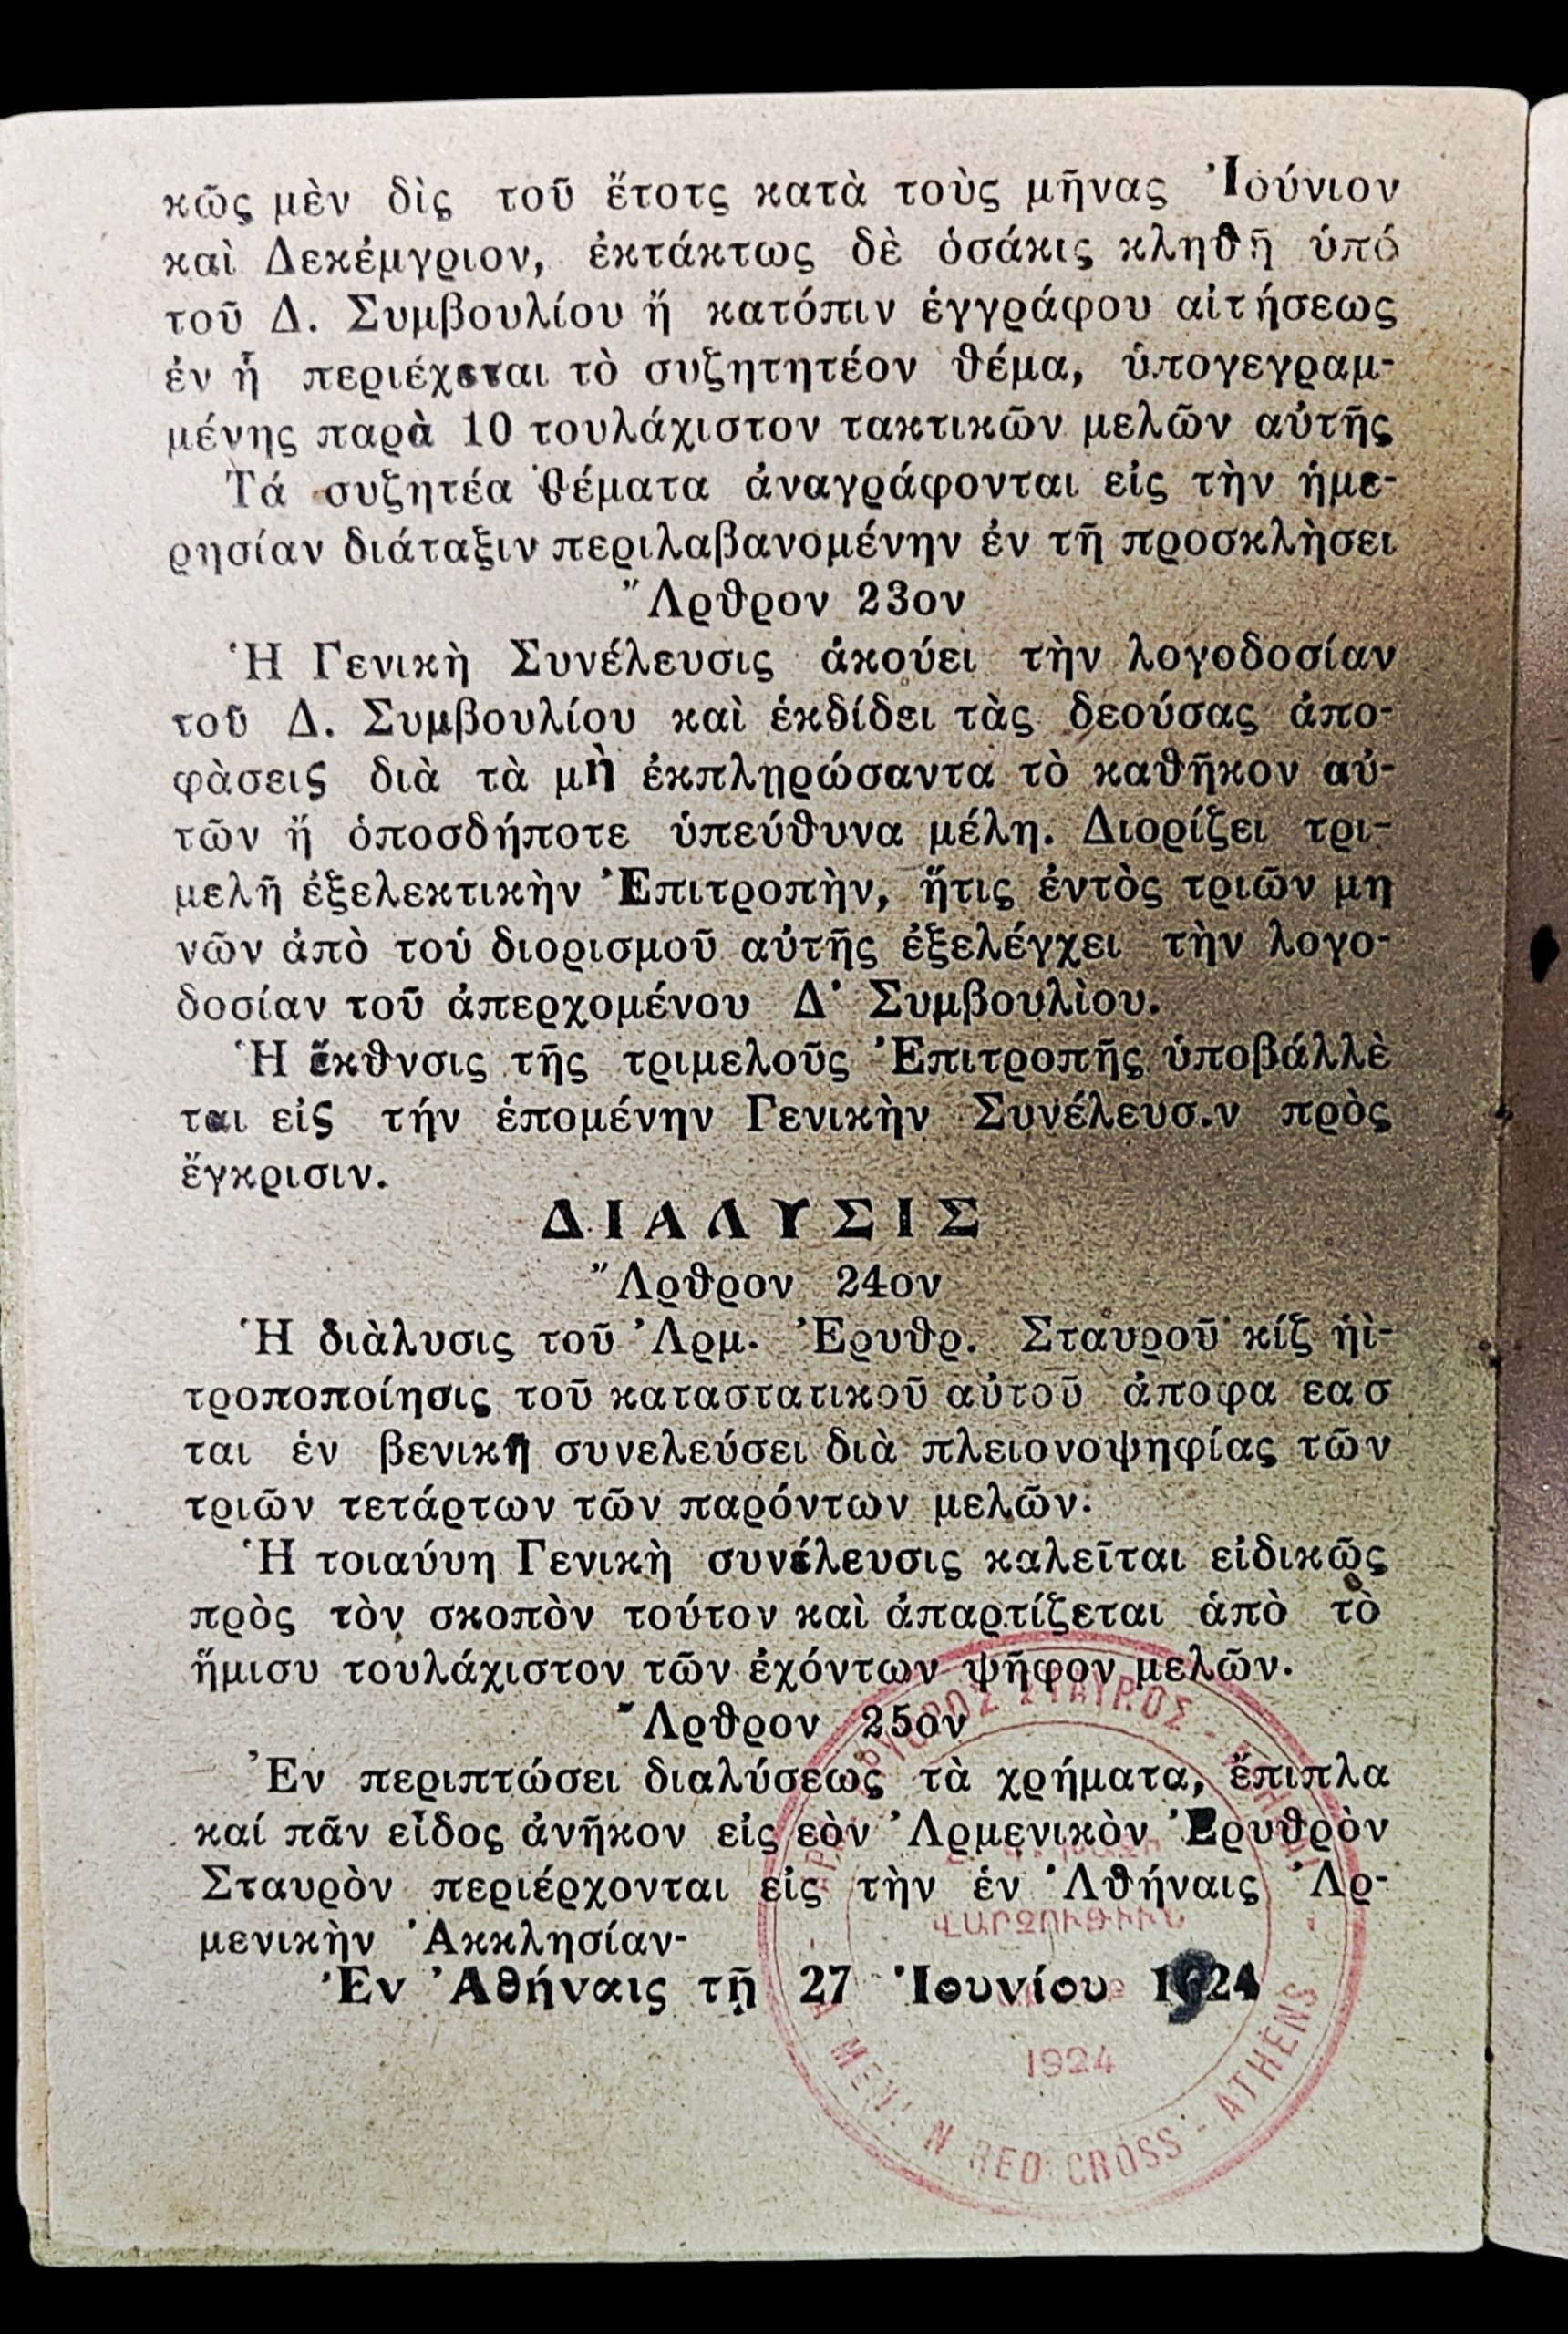 κῶς μὲν δὶς τοῦ ἔτοτς κατὰ τοὺς μῆνας Ἰούνιον
καὶ Δεκέμγριον, ἐκτάκτως δὲ ὁσάκις κληθῇ ὑπό
τοῦ Δ. Συμβουλίου ἤ κατόπιν ἐγγράφου αἰτήσεως
ἐν ᾗ περιέχεται τὸ συζητητέον θέμα, ὑπογεγραμ-
μένης παρὰ 10 τουλάχιστον τακτικῶν μελῶν αὐτῆς
Τά συζητέα θέματα ἀναγράφονται εἰς τὴν ἡμε-
ρησίαν διάταξιν περιλαβανομένην ἐν τῇ προσκλὴσει
Ἄρθρον 23ον
Ἡ Γενικὴ Συνέλευσις ἀκούει τὴν λογοδοσίαν
τοῦ Δ. Συμβουλίου καὶ ἐκδίδει τὰς δεούσας ἀπο-
φὰσεις διὰ τὰ μὴ ἐκπληρώσαντα τὸ καθῆκον αὐ-
τῶν ἤ ὁποσδήποτε ὑπεύθυνα μέλη. Διορίζει τρι-
μελῆ ἐξελεκτικὴν Ἐπιτροπὴν, ἥτις ἐντὸς τριῶν μη
νῶν ἀπὸ τοὐ διορισμοῦ αὐτῆς ἐξελέγχει τὴν λογο-
δοσίαν τοῦ ἀπερχομένου Δ· Συμβουλὶου.
Ἡ ἔκθνσις τῆς τριμελοῦς Ἐπιτροπῆς ὑποβάλλὲ
ται εἰς τήν ἑπομένην Γενικὴν Συνέλευσ.ν πρὸς
ἔγκρισιν.
ΔΙΑΛΥΣΙΣ
Ἄρθρον 24ον
Ἡ διὰλυσις τοῦ Ἀρμ. Ἐρυθρ. Σταυροῦ κίζ ἡἰ-
τροποποίησις τοῦ καταστατικοῦ αὐτοῦ ἀποφα εασ
ται ἐν βενικῇ συνελεύσει διὰ πλειονοψηφίας τῶν
τριῶν τετάρτων τῶν παρόντων μελῶν.
Ἡ τοιαύυη Γενικὴ συνέλευσις καλεῖται εἰδικῶς
πρὸς τὸν σκοπὸν τούτον καὶ ἀπαρτίζεται ἀπὸ τὸ
ἥμισυ τουλάχιστον τῶν ἐχόντων ψῆφον μελῶν.
Ἄρθρον 25ον
Ἐν περιπτώσει διαλύσεως τὰ χρήματα, ἔπιπλα
καί πᾶν εἶδος ἀνῆκον εἰς εὸν Ἀρμενικὸν Ἐρυθρὸν
Σταυρὸν περιέρχονται εἰς τὴν ἐν Ἀθήναις Ἀρ-
μενικὴν Ἀκκλησίαν-
Ἐν Ἀθήναις τῇ 27 Ἰουνίου 1924
ՎԱՐՉՈՒԹԻՒՆ
1924
RED CROSS - ATHENS